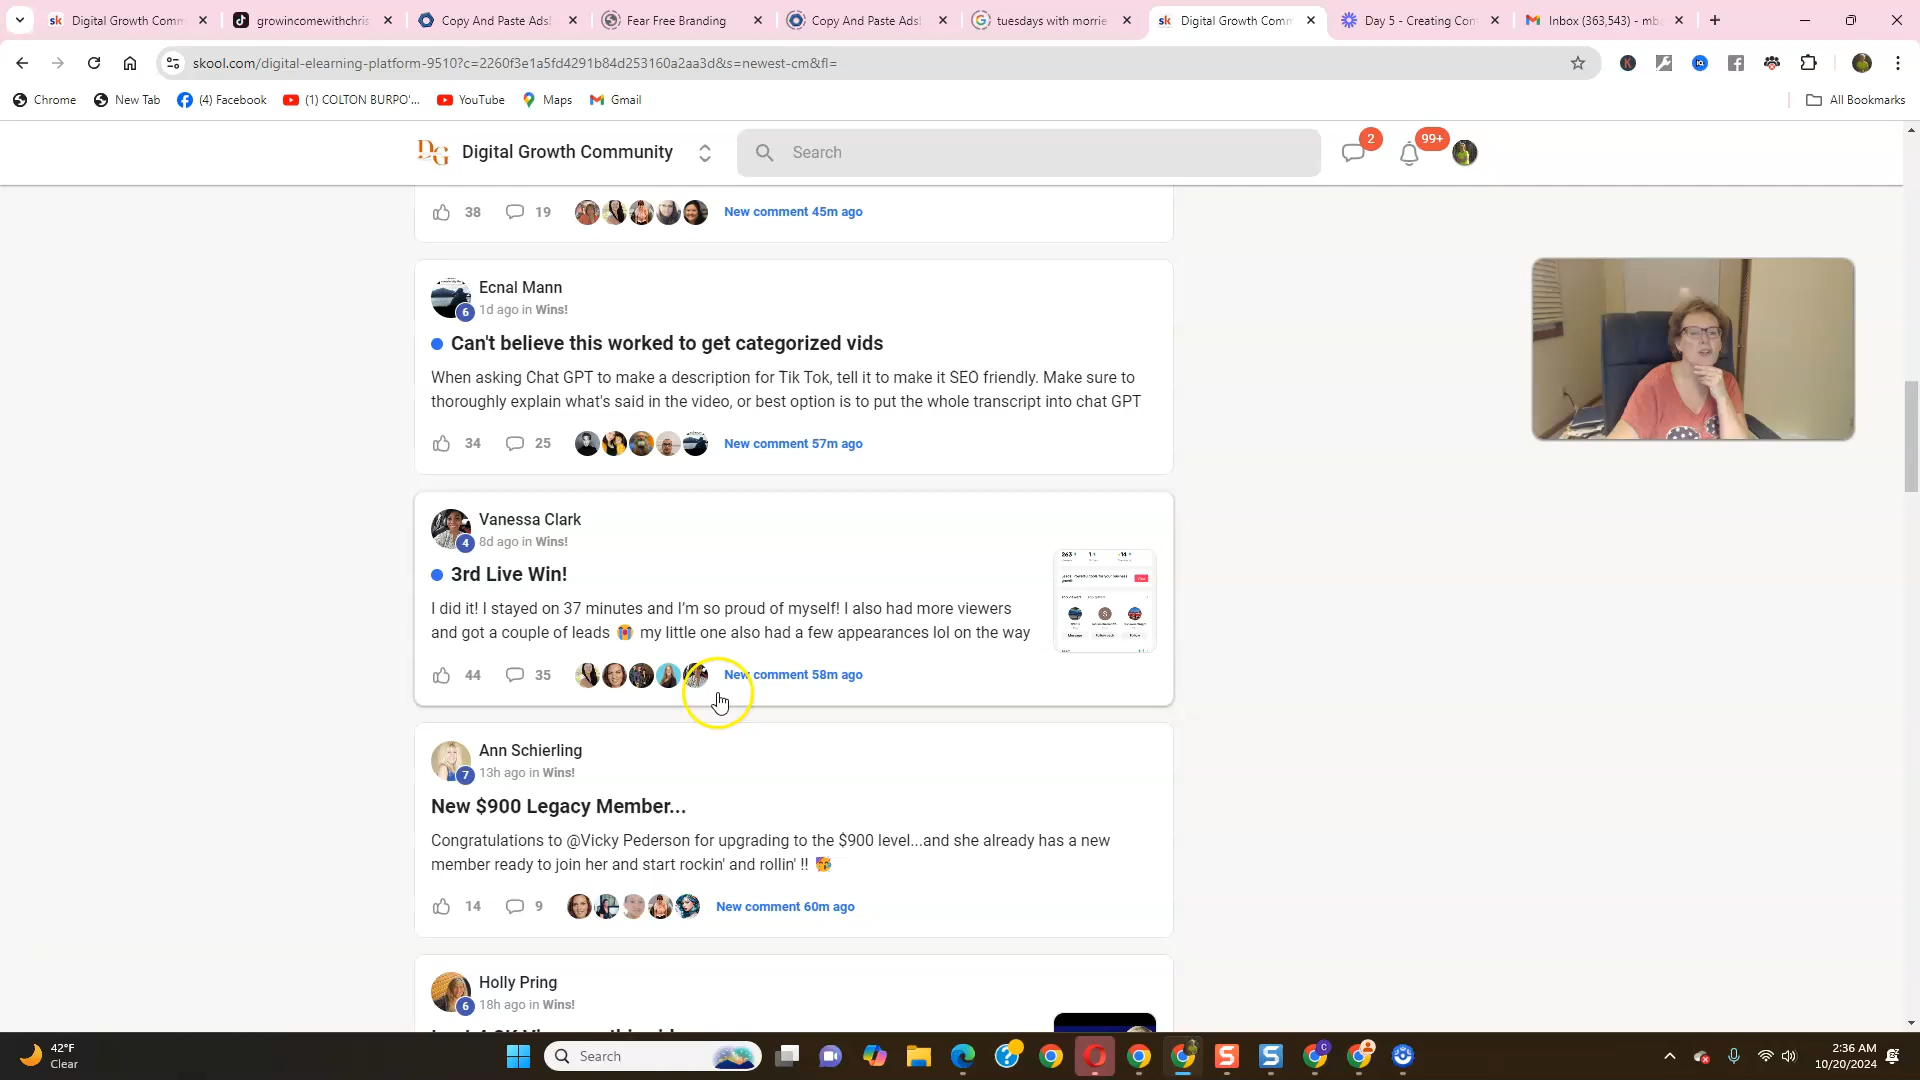 Digital Growth Comm
growincomewithchris
Copy And Paste Ads!
Fear Free Branding
Copy And Paste Ads!
tuesdays with morrie
Digital Growth Comm
Day 5 - Creating Con
Inbox (363,543) - mb
skool.com/digital-elearning-platform-9510?c=2260f3e1a5fd4291b84d253160a2aa3d&s=newest-cm&fl=
Chrome
New Tab
(4) Facebook
(1) COLTON BURPO'...
YouTube
Maps
Gmail
All Bookmarks
DG Digital Growth Community
Search
2
99+
38 19 New comment 45m ago
Ecnal Mann
6 1d ago in Wins!
Can't believe this worked to get categorized vids
When asking Chat GPT to make a description for Tik Tok, tell it to make it SEO friendly. Make sure to
thoroughly explain what's said in the video, or best option is to put the whole transcript into chat GPT
34 25 New comment 57m ago
Vanessa Clark
4 8d ago in Wins!
3rd Live Win!
I did it! I stayed on 37 minutes and I'm so proud of myself! I also had more viewers
and got a couple of leads 😭 my little one also had a few appearances lol on the way
44 35 New comment 58m ago
Ann Schierling
7 13h ago in Wins!
New $900 Legacy Member...
Congratulations to @Vicky Pederson for upgrading to the $900 level...and she already has a new
member ready to join her and start rockin' and rollin' !! 🥳
14 9 New comment 60m ago
Holly Pring
6 18h ago in Wins!
42°F
Clear
Search
2:36 AM
10/20/2024